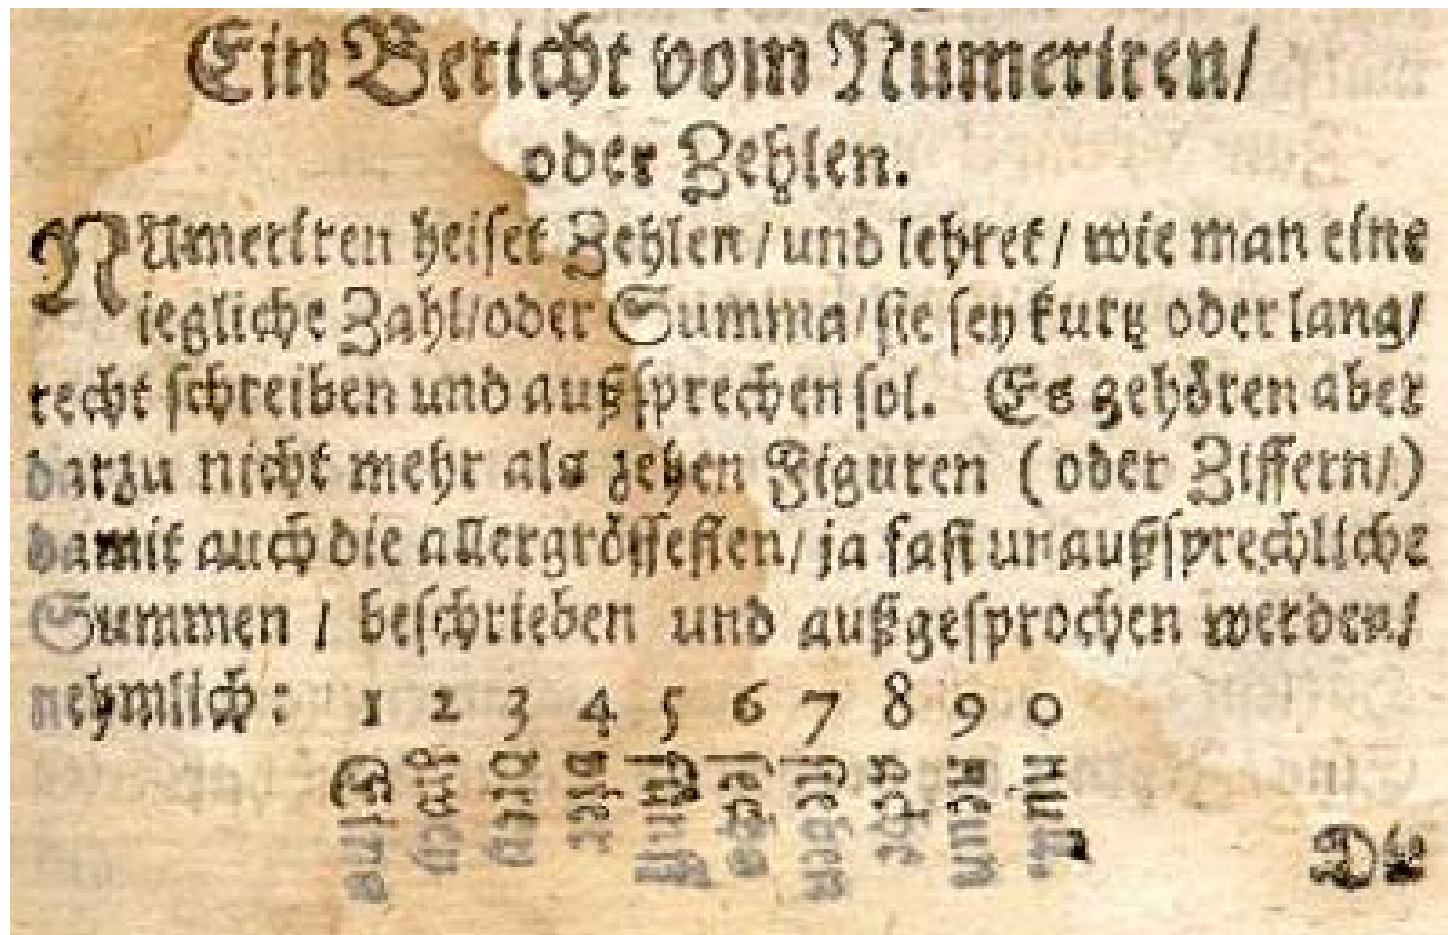 Ein Bericht vom Numeriren/
oder Zehlen.
NUmeriren heiſet Zehlen/und lehret/ wie man eine
iegliche Zahl/oder Summa/ſie ſey kurtz oder lang/
recht ſchreiben und außſprechen ſol. Es gehören aber
darzu nicht mehr als zehen Figuren (oder Ziffern/)
damit auch die allergröſſeſten/ja faſt unaußſprechliche
Summen / beſchrieben und außgeſprochen werden/
nehmlich: 1 2 3 4 5 6 7 8 9 0
Eins zwey drey vier fünff ſechs ſieben acht neun null
Die